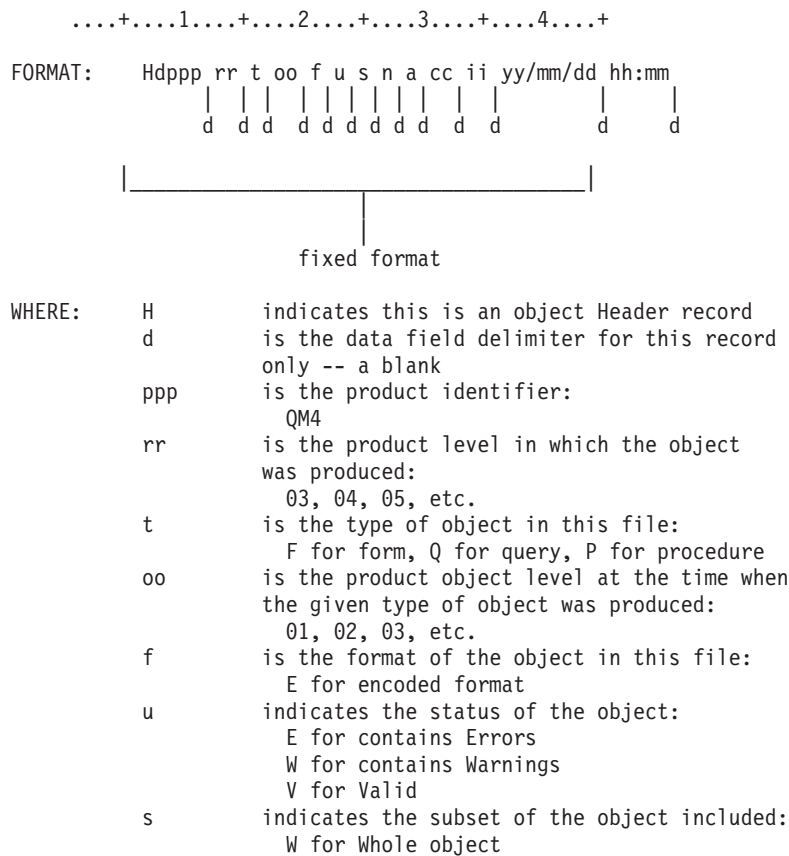 ....+....1....+....2....+....3....+....4....+
FORMAT: Hdppp rr t oo f u s n a cc ii yy/mm/dd hh:mm
| | | | | | | | | | | | |
d d d d d d d d d d d d d
|______________________________________|
|
|
fixed format
WHERE: H indicates this is an object Header record
d is the data field delimiter for this record
only -- a blank
ppp is the product identifier:
QM4
rr is the product level in which the object
was produced:
03, 04, 05, etc.
t is the type of object in this file:
F for form, Q for query, P for procedure
oo is the product object level at the time when
the given type of object was produced:
01, 02, 03, etc.
f is the format of the object in this file:
E for encoded format
u indicates the status of the object:
E for contains Errors
W for contains Warnings
V for Valid
s indicates the subset of the object included:
W for Whole object